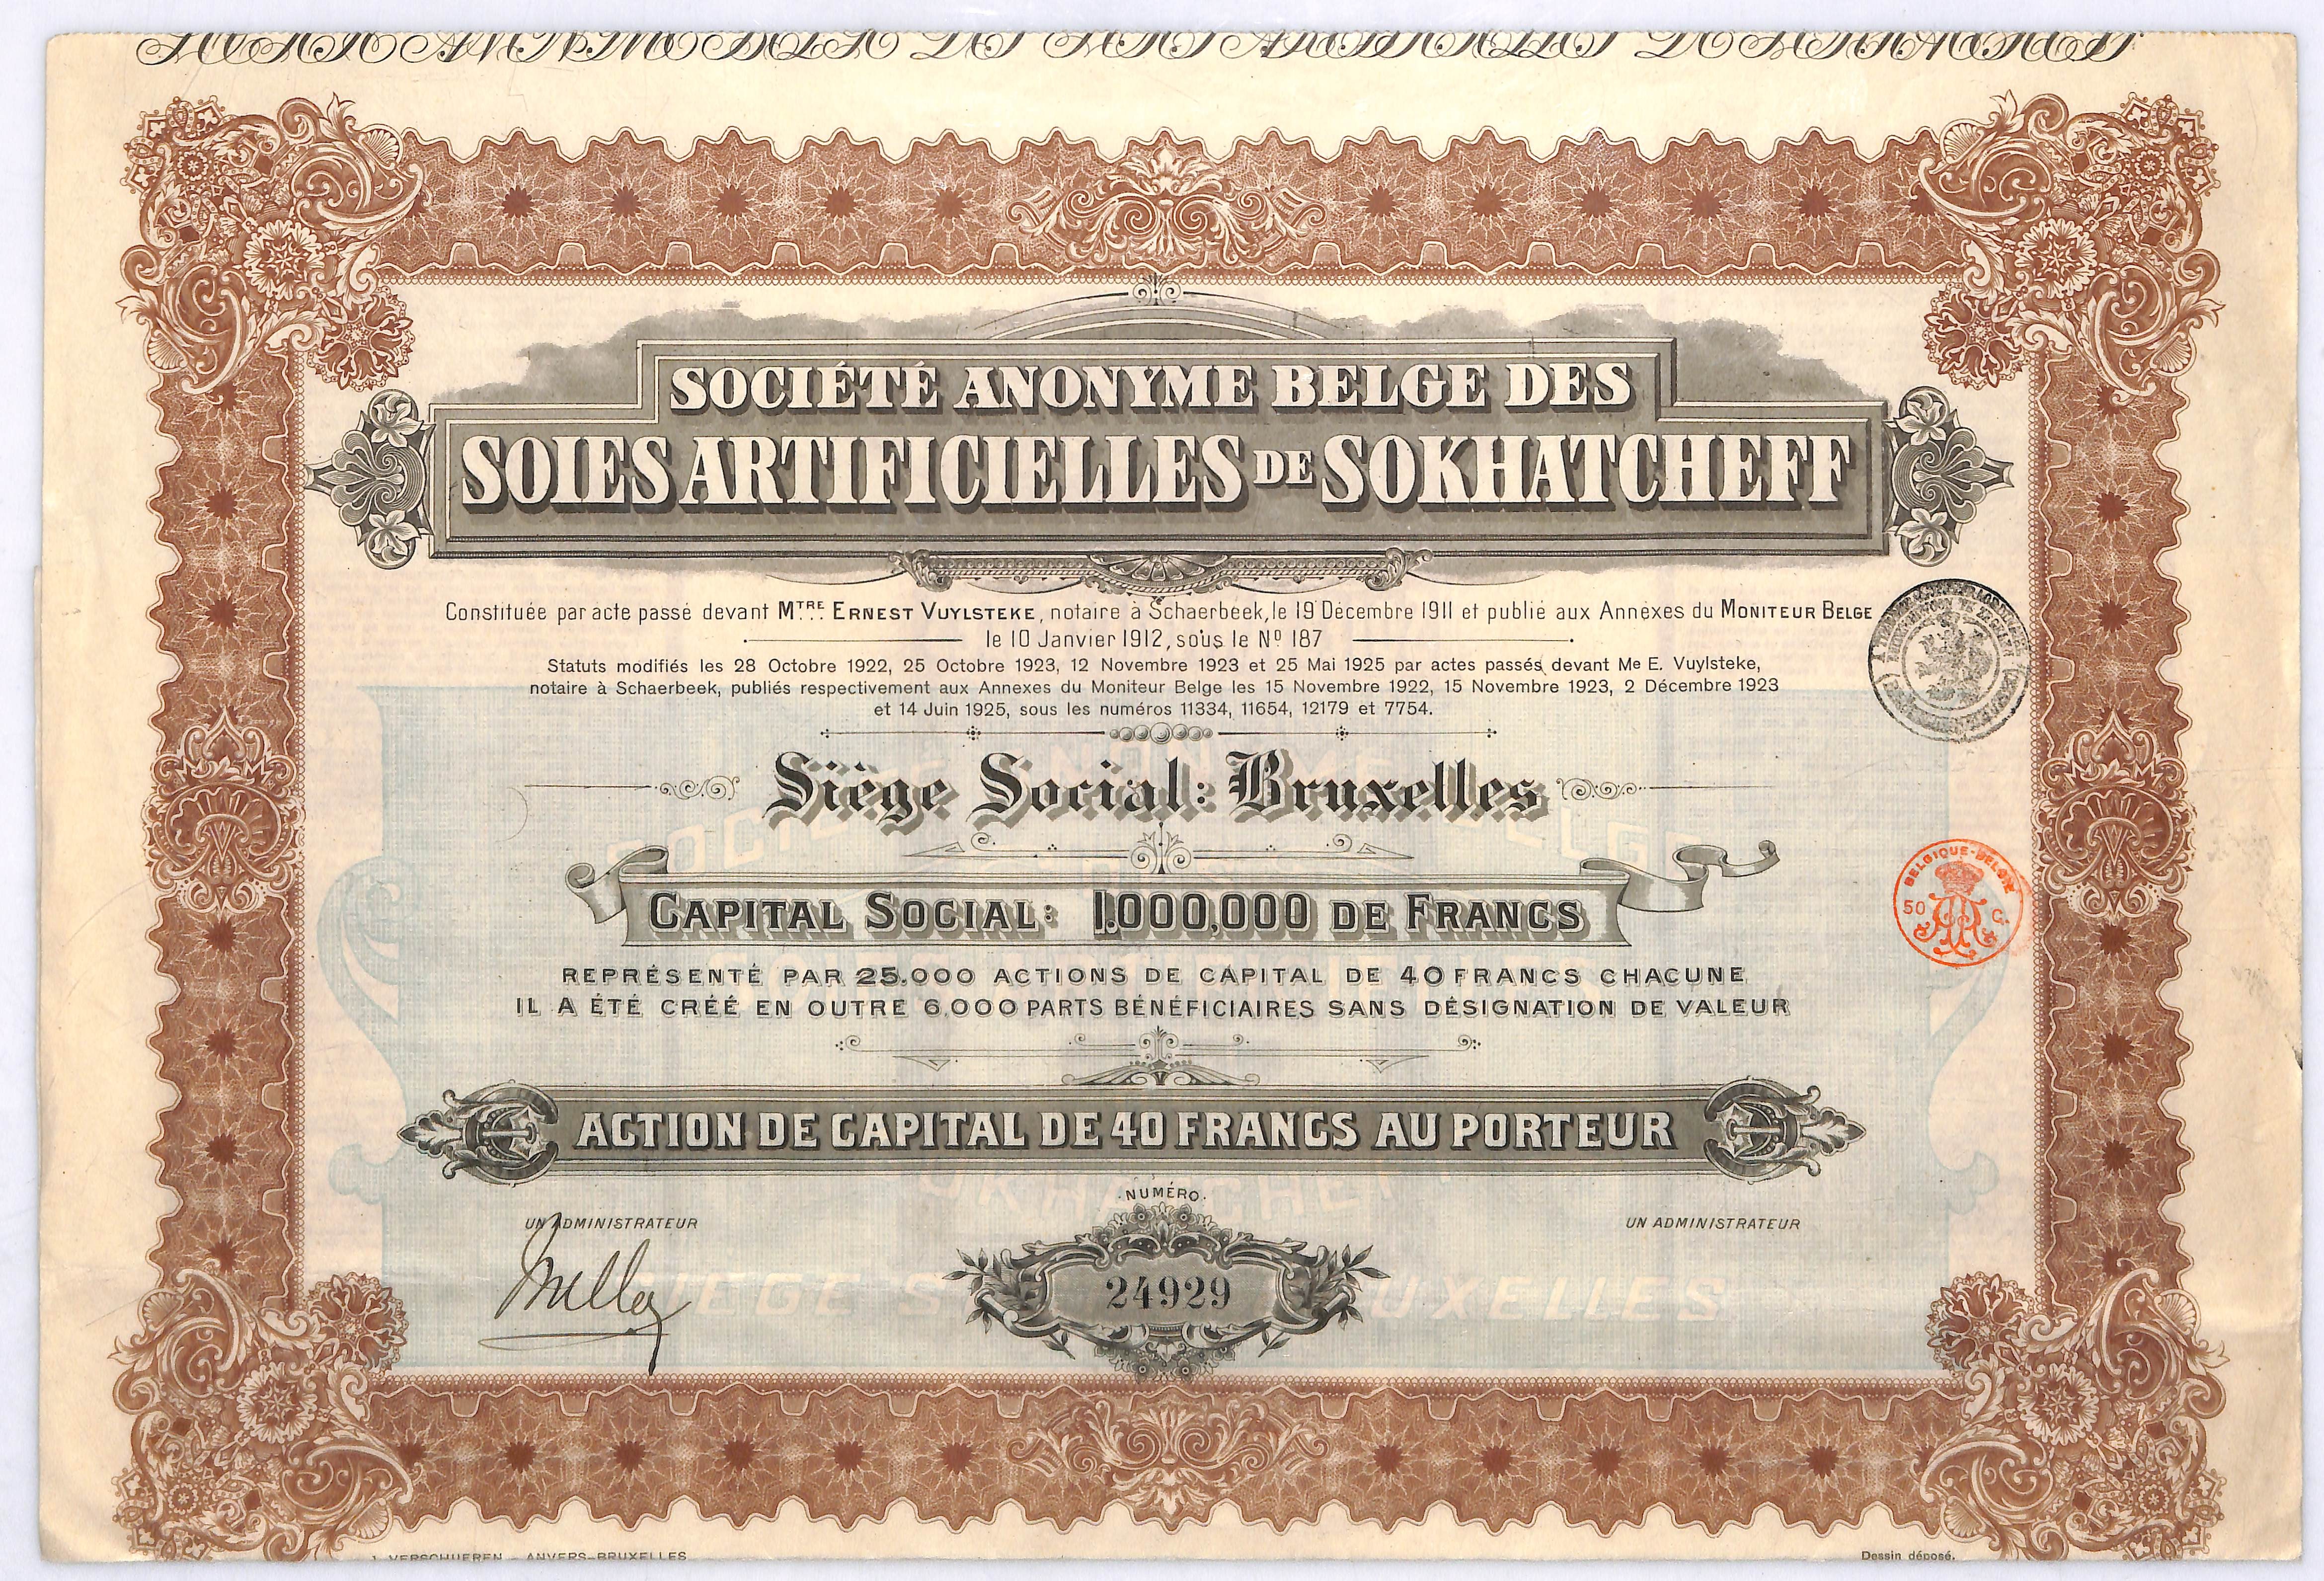 SOCIÉTÉ ANONYME BELGE DES
SOIES ARTIFICIELLES DE SOKHATCHEFF
Constituée par acte passé devant MTRE. ERNEST VUYLSTEKE, notaire à Schaerbeek, le 19 Décembre 1911 et publié aux Annexes du MONITEUR BELGE
le 10 Janvier 1912, sous le No 187
Statuts modifiés les 28 Octobre 1922, 25 Octobre 1923, 12 Novembre 1923 et 25 Mai 1925 par actes passés devant Me E. Vuylsteke,
notaire à Schaerbeek, publiés respectivement aux Annexes du Moniteur Belge les 15 Novembre 1922, 15 Novembre 1923, 2 Décembre 1923
et 14 Juin 1925, sous les numéros 11334, 11654, 12179 et 7754.
Siège Social: Bruxelles
CAPITAL SOCIAL: 1.000,000 DE FRANCS
BELGIQUE-BELGIË
50 C.
REPRÉSENTÉ PAR 25.000 ACTIONS DE CAPITAL DE 40 FRANCS CHACUNE
IL A ÉTÉ CRÉÉ EN OUTRE 6.000 PARTS BÉNÉFICIAIRES SANS DÉSIGNATION DE VALEUR
ACTION DE CAPITAL DE 40 FRANCS AU PORTEUR
NUMÉRO.
UN ADMINISTRATEUR
UN ADMINISTRATEUR
24929
J. VERSCHUEREN - ANVERS-BRUXELLES
Dessin déposé.